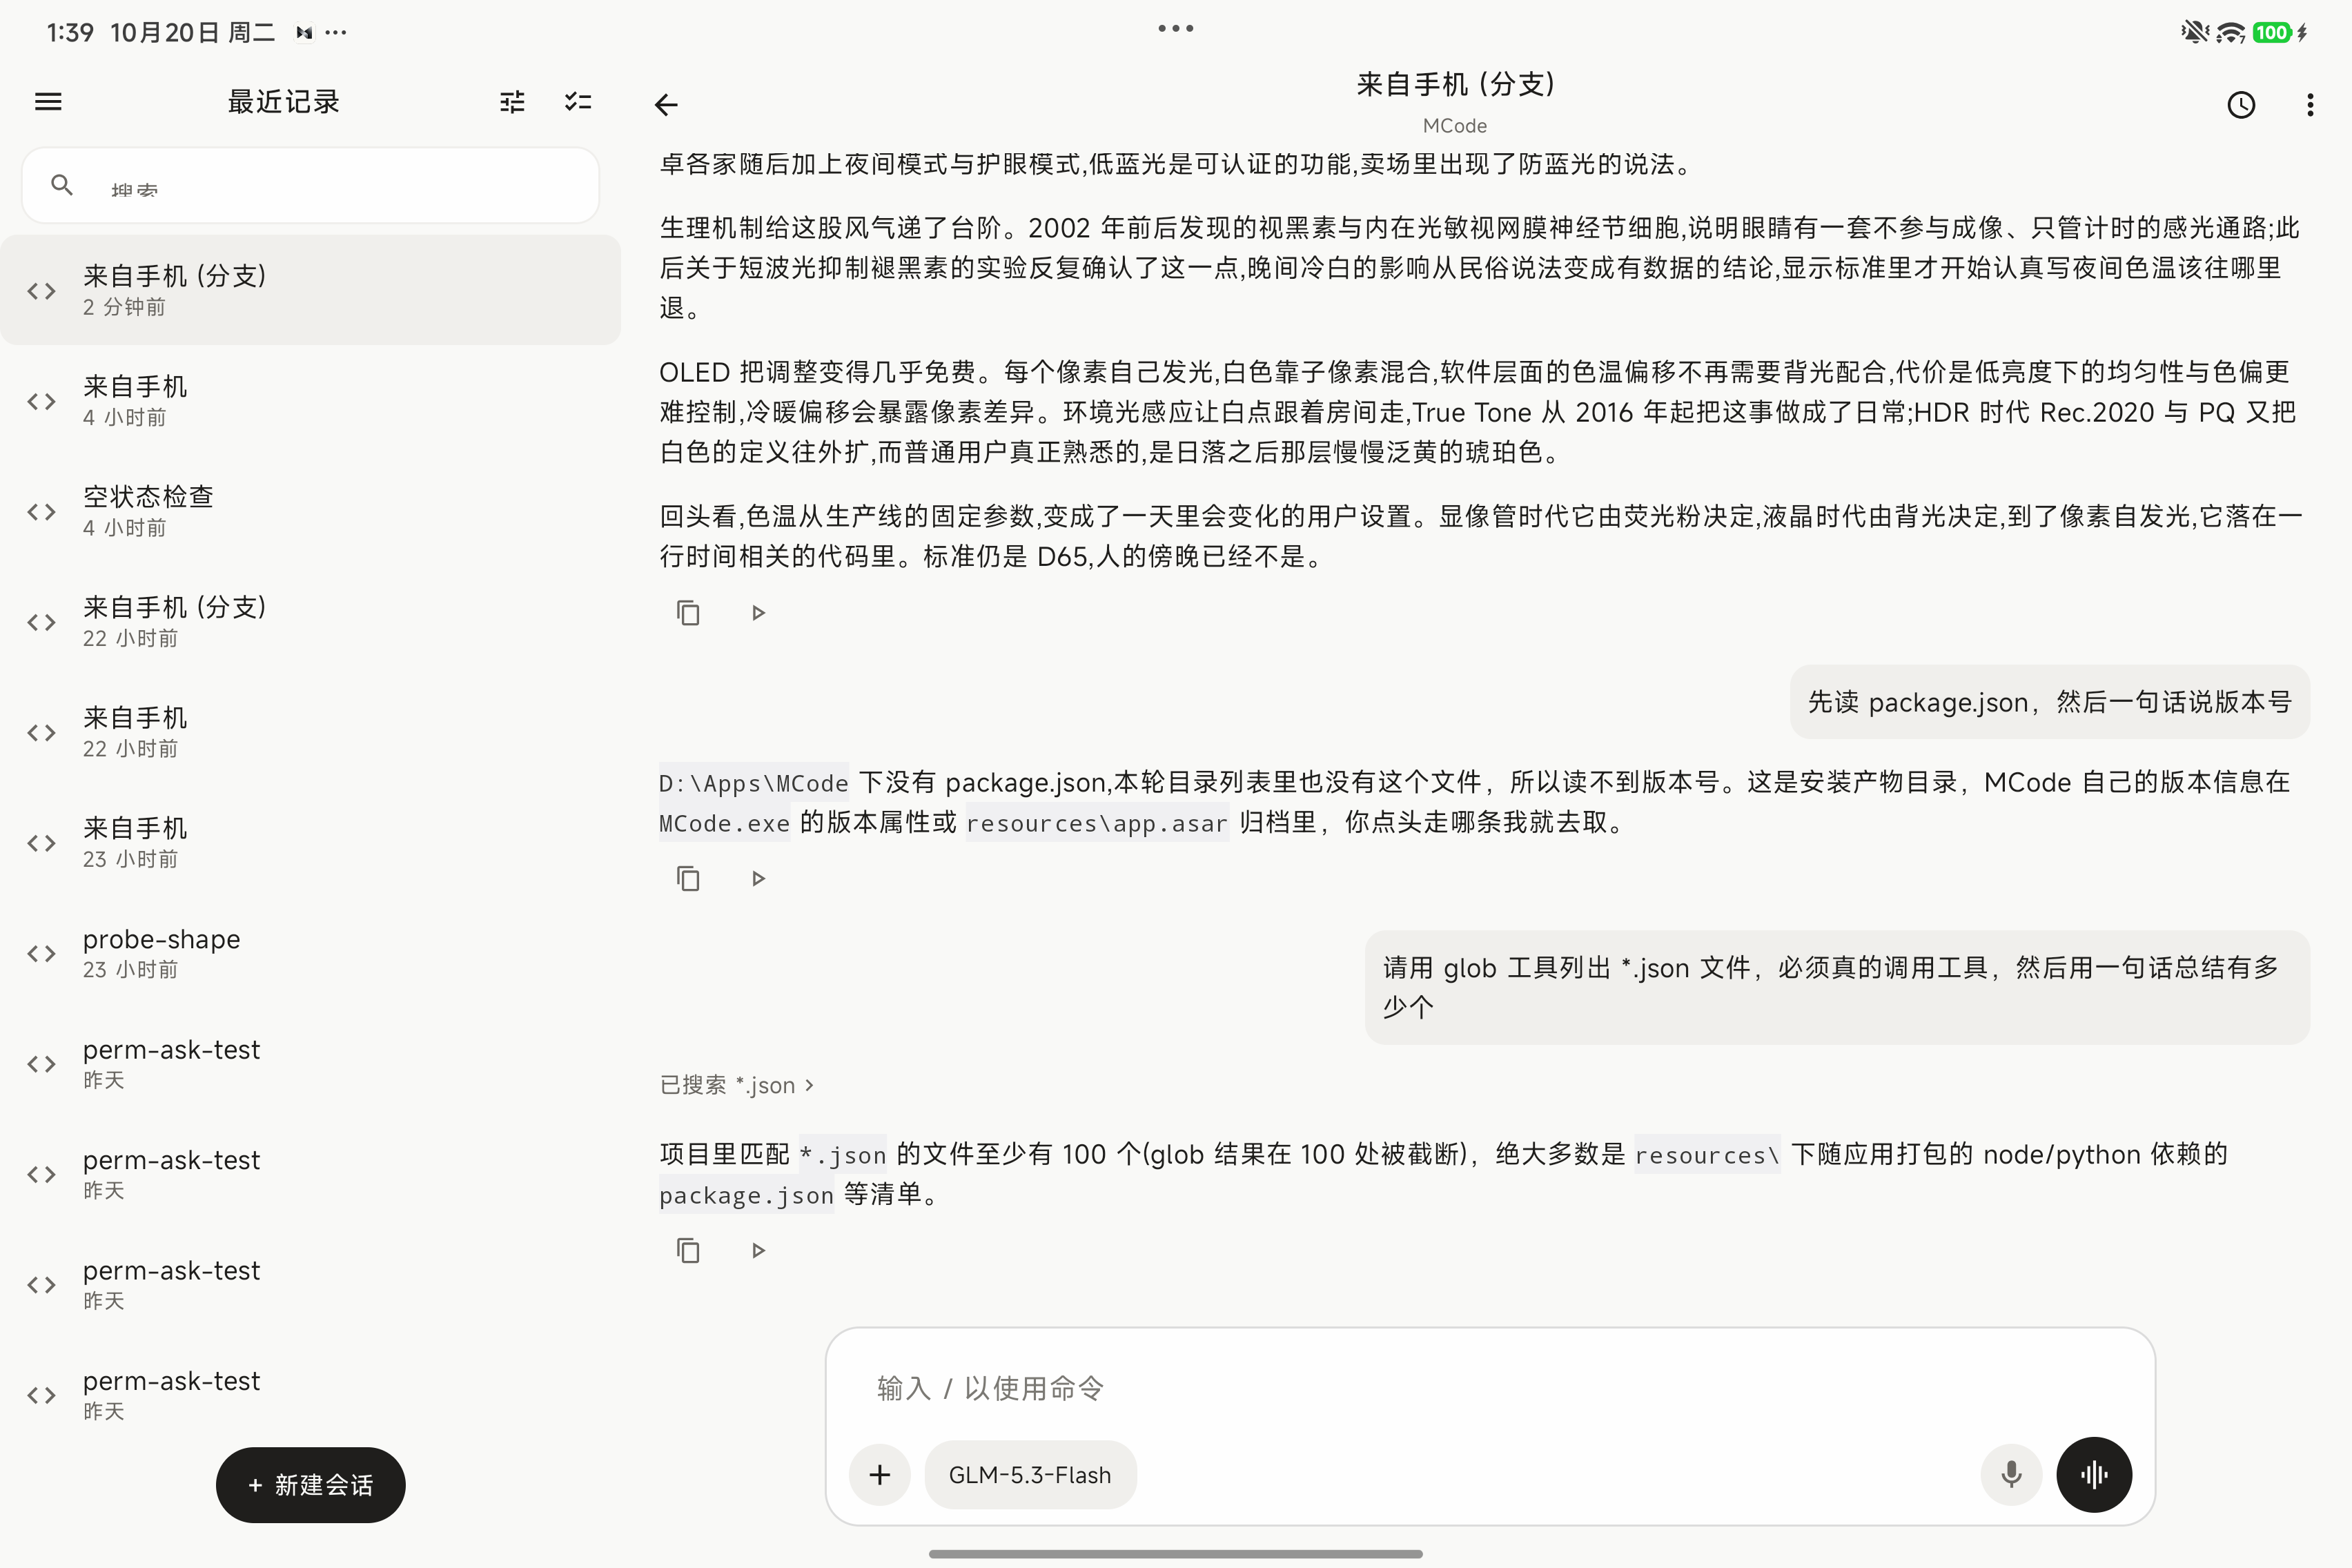 1:39 10月20日 周二
100
最近记录
搜索
来自手机 (分支)
2 分钟前
来自手机
4 小时前
空状态检查
4 小时前
来自手机 (分支)
22 小时前
来自手机
22 小时前
来自手机
23 小时前
probe-shape
23 小时前
perm-ask-test
昨天
perm-ask-test
昨天
perm-ask-test
昨天
perm-ask-test
昨天
+ 新建会话
来自手机 (分支)
MCode
卓各家随后加上夜间模式与护眼模式,低蓝光是可认证的功能,卖场里出现了防蓝光的说法。
生理机制给这股风气递了台阶。2002 年前后发现的视黑素与内在光敏视网膜神经节细胞,说明眼睛有一套不参与成像、只管计时的感光通路;此
后关于短波光抑制褪黑素的实验反复确认了这一点,晚间冷白的影响从民俗说法变成有数据的结论,显示标准里才开始认真写夜间色温该往哪里
退。
OLED 把调整变得几乎免费。每个像素自己发光,白色靠子像素混合,软件层面的色温偏移不再需要背光配合,代价是低亮度下的均匀性与色偏更
难控制,冷暖偏移会暴露像素差异。环境光感应让白点跟着房间走,True Tone 从 2016 年起把这事做成了日常;HDR 时代 Rec.2020 与 PQ 又把
白色的定义往外扩,而普通用户真正熟悉的,是日落之后那层慢慢泛黄的琥珀色。
回头看,色温从生产线的固定参数,变成了一天里会变化的用户设置。显像管时代它由荧光粉决定,液晶时代由背光决定,到了像素自发光,它落在一
行时间相关的代码里。标准仍是 D65,人的傍晚已经不是。
先读 package.json，然后一句话说版本号
D:\Apps\MCode 下没有 package.json,本轮目录列表里也没有这个文件，所以读不到版本号。这是安装产物目录，MCode 自己的版本信息在
MCode.exe 的版本属性或 resources\app.asar 归档里，你点头走哪条我就去取。
请用 glob 工具列出 *.json 文件，必须真的调用工具，然后用一句话总结有多
少个
已搜索 *.json
项目里匹配 *.json 的文件至少有 100 个(glob 结果在 100 处被截断)，绝大多数是 resources\ 下随应用打包的 node/python 依赖的
package.json 等清单。
输入 / 以使用命令
GLM-5.3-Flash